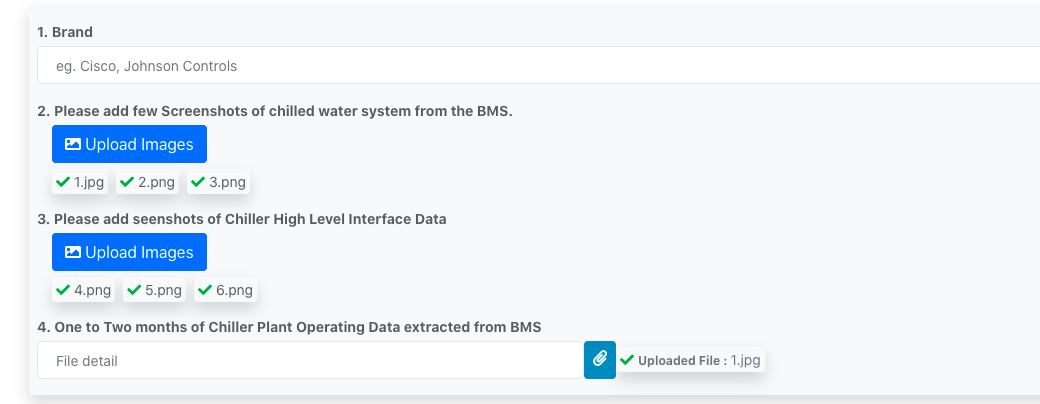 1. Brand
eg. Cisco, Johnson Controls
2. Please add few Screenshots of chilled water system from the BMS.
Upload Images
1.jpg 2.png 3.png
3. Please add seenshots of Chiller High Level Interface Data
Upload Images
4.png 5.png 6.png
4. One to Two months of Chiller Plant Operating Data extracted from BMS
File detail Uploaded File : 1.jpg